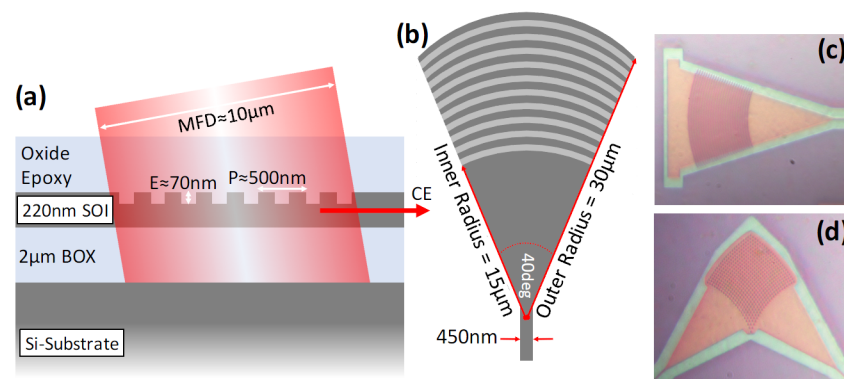 (a)
MFD≈10μm
Oxide
Epoxy
E≈70nm
P≈500nm
220nm SOI
CE
2μm BOX
Si-Substrate
(b)
Inner Radius = 15μm
Outer Radius = 30μm
40deg
450nm
(c)
(d)